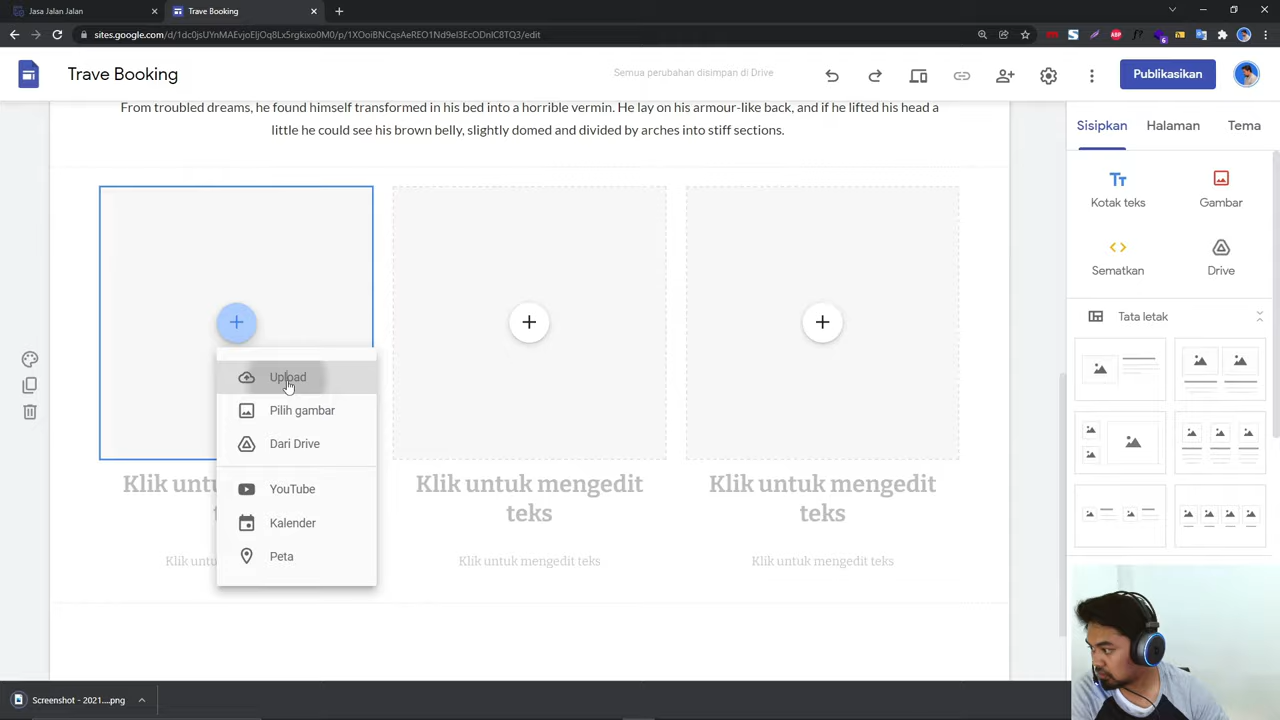 Jasa Jalan Jalan
Trave Booking
sites.google.com/d/1dc0jsUYnMAEvjoEljOq8Lx5rgkixo0M0/p/1XOoiBNCqsAeREO1Nd9eI3EcODnIC8TQ3/edit
Trave Booking
Semua perubahan disimpan di Drive
Publikasikan
From troubled dreams, he found himself transformed in his bed into a horrible vermin. He lay on his armour-like back, and if he lifted his head a
little he could see his brown belly, slightly domed and divided by arches into stiff sections.
Sisipkan
Halaman
Tema
Kotak teks
Gambar
Sematkan
Drive
Tata letak
Upload
Pilih gambar
Dari Drive
YouTube
Kalender
Peta
Klik untuk mengedit
teks
Klik untuk mengedit teks
Klik untuk mengedit
teks
Klik untuk mengedit teks
Screenshot - 2021....png